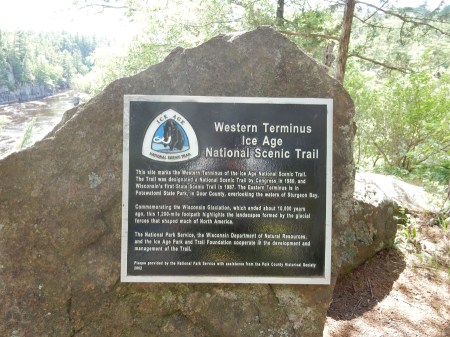 ICE AGE
NATIONAL SCENIC TRAIL
Western Terminus
Ice Age
National Scenic Trail
This site marks the Western Terminus of the Ice Age National Scenic Trail.
The Trail was designated a National Scenic Trail by Congress in 1980, and
Wisconsin's first State Scenic Trail in 1987. The Eastern Terminus is in
Potawatomi State Park, in Door County, overlooking the waters of Sturgeon Bay.
Commemorating the Wisconsin Glaciation, which ended about 10,000 years
ago, this 1,200-mile footpath highlights the landscapes formed by the glacial
forces that shaped much of North America.
The National Park Service, the Wisconsin Department of Natural Resources,
and the Ice Age Park and Trail Foundation cooperate in the development and
management of the Trail.
Plaque provided by the National Park Service with assistance from the Polk County Historical Society
2002